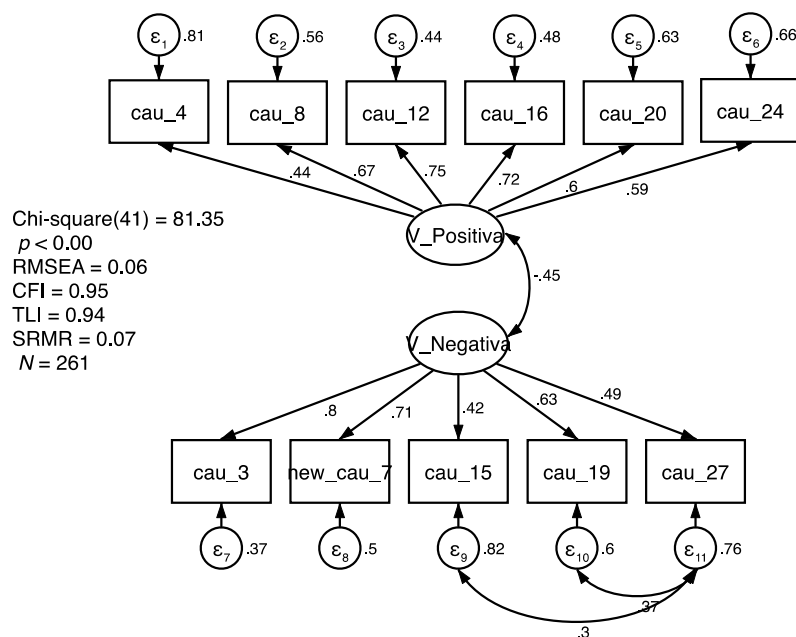 ε1 .81 ε2 .56 ε3 .44 ε4 .48 ε5 .63 ε6 .66
cau_4 cau_8 cau_12 cau_16 cau_20 cau_24
.44 .67 .75 .72 .6 .59
V_Positiva
Chi-square(41) = 81.35
p < 0.00
RMSEA = 0.06
CFI = 0.95
TLI = 0.94
SRMR = 0.07
N = 261
-.45
V_Negativa
.8 .71 .42 .63 .49
cau_3 new_cau_7 cau_15 cau_19 cau_27
ε7 .37 ε8 .5 ε9 .82 ε10 .6 ε11 .76
.37
.3